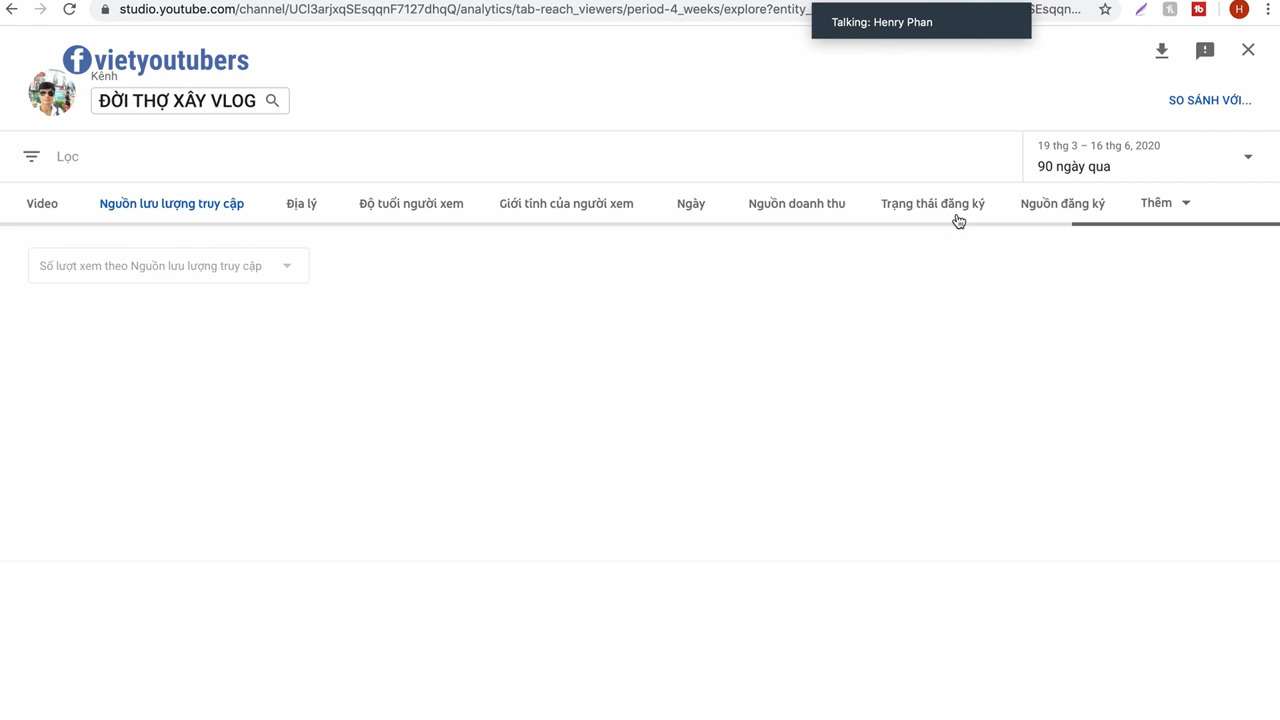 studio.youtube.com/channel/UCl3arjxqSEsqqnF7127dhqQ/analytics/tab-reach_viewers/period-4_weeks/explore?entity_ SEsqqn...
Talking: Henry Phan
H
f vietyoutubers
Kênh
ĐỜI THỢ XÂY VLOG
SO SÁNH VỚI...
Lọc
19 thg 3 – 16 thg 6, 2020
90 ngày qua
Video Nguồn lưu lượng truy cập Địa lý Độ tuổi người xem Giới tính của người xem Ngày Nguồn doanh thu Trạng thái đăng ký Nguồn đăng ký Thêm
Số lượt xem theo Nguồn lưu lượng truy cập